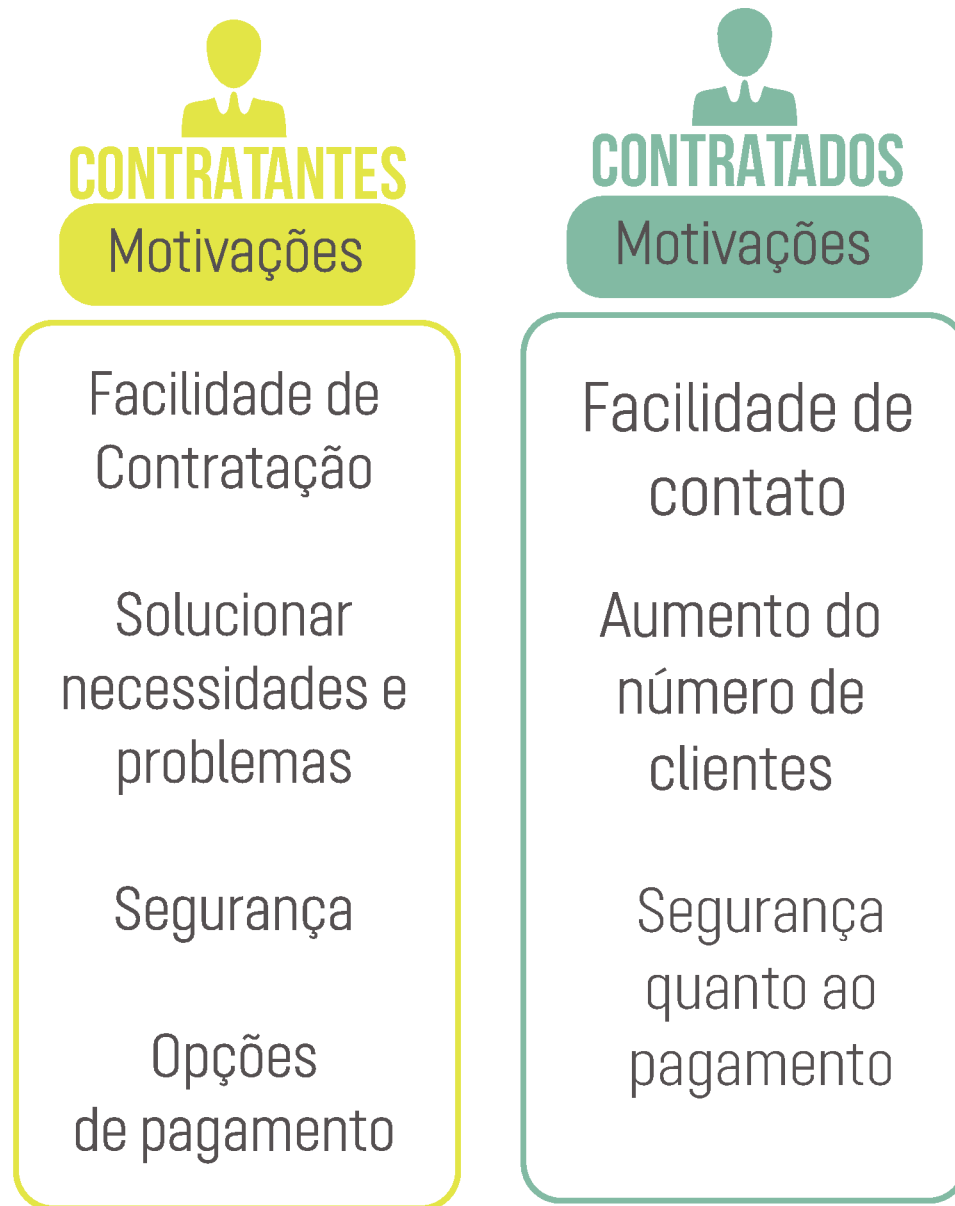 CONTRATANTES
Motivações
Facilidade de
Contratação
Solucionar
necessidades e
problemas
Segurança
Opções
de pagamento
CONTRATADOS
Motivações
Facilidade de
contato
Aumento do
número de
clientes
Segurança
quanto ao
pagamento